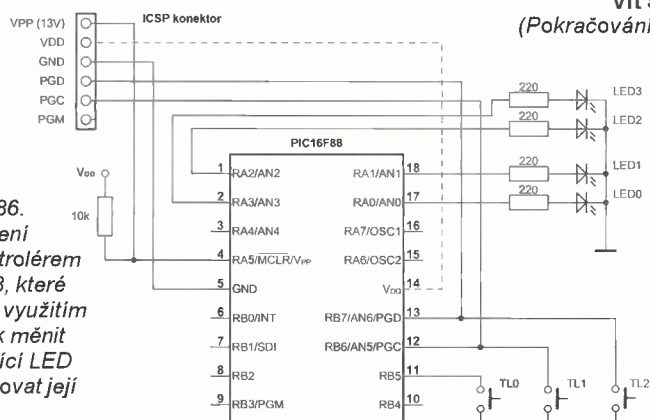 Vít Š
(Pokračování
ICSP konektor
VPP (13V)
VDD
GND
PGD
PGC
PGM
220
LED3
220
LED2
220
LED1
220
LED0
PIC16F88
1 RA2/AN2
2 RA3/AN3
3 RA4/AN4
4 RA5/MCLR/VPP
5 GND
6 RB0/INT
7 RB1/SDI
8 RB2
9 RB3/PGM
RA1/AN1 18
RA0/AN0 17
RA7/OSC1 16
RA6/OSC2 15
VDD 14
RB7/AN6/PGD 13
RB6/AN5/PGC 12
RB5 11
RB4 10
VDD
10k
TL0
TL1
TL2
86.
ení
trolérem
8, které
využitím
k měnit
ící LED
ovat její